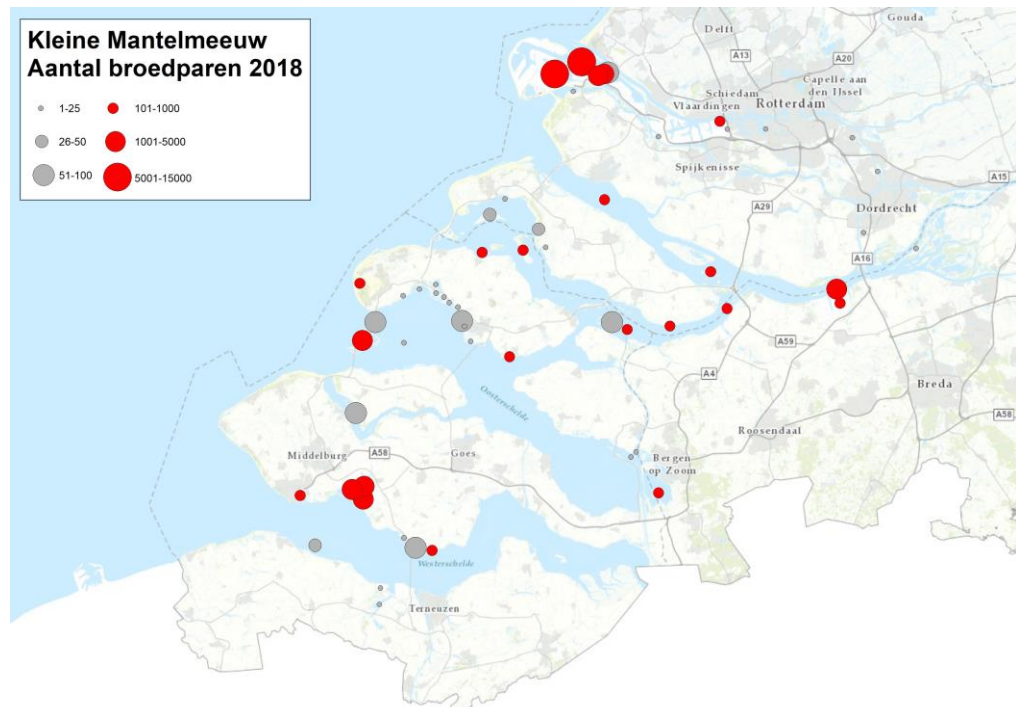 Kleine Mantelmeeuw
Aantal broedparen 2018
1-25
101-1000
26-50
1001-5000
51-100
5001-15000
Gouda
Delft
A13
A20
Schiedam
Capelle aan
den IJssel
Vlaardingen
Rotterdam
Spijkenisse
A15
A29
Dordrecht
A16
A59
A4
Breda
Oosterschelde
A58
Roosendaal
Middelburg
A58
Goes
Bergen
op Zoom
Westerschelde
Terneuzen